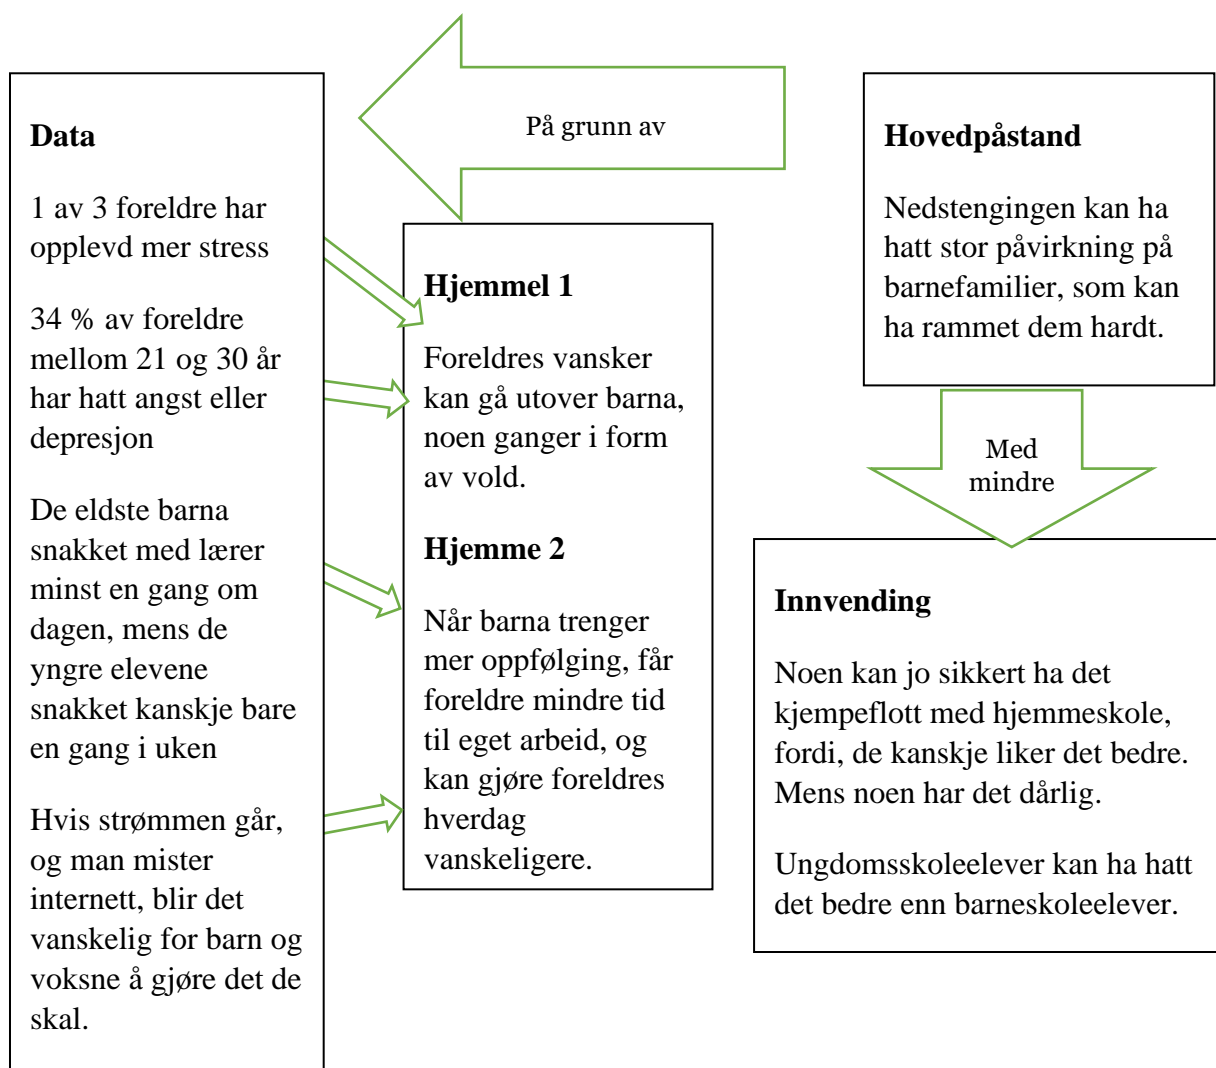 Data
1 av 3 foreldre har
opplevd mer stress
34 % av foreldre
mellom 21 og 30 år
har hatt angst eller
depresjon
De eldste barna
snakket med lærer
minst en gang om
dagen, mens de
yngre elevene
snakket kanskje bare
en gang i uken
Hvis strømmen går,
og man mister
internett, blir det
vanskelig for barn og
voksne å gjøre det de
skal.
På grunn av
Hjemmel 1
Foreldres vansker
kan gå utover barna,
noen ganger i form
av vold.
Hjemme 2
Når barna trenger
mer oppfølging, får
foreldre mindre tid
til eget arbeid, og
kan gjøre foreldres
hverdag
vanskeligere.
Hovedpåstand
Nedstengingen kan ha
hatt stor påvirkning på
barnefamilier, som kan
ha rammet dem hardt.
Med
mindre
Innvending
Noen kan jo sikkert ha det
kjempeflott med hjemmeskole,
fordi, de kanskje liker det bedre.
Mens noen har det dårlig.
Ungdomsskoleelever kan ha hatt
det bedre enn barneskoleelever.